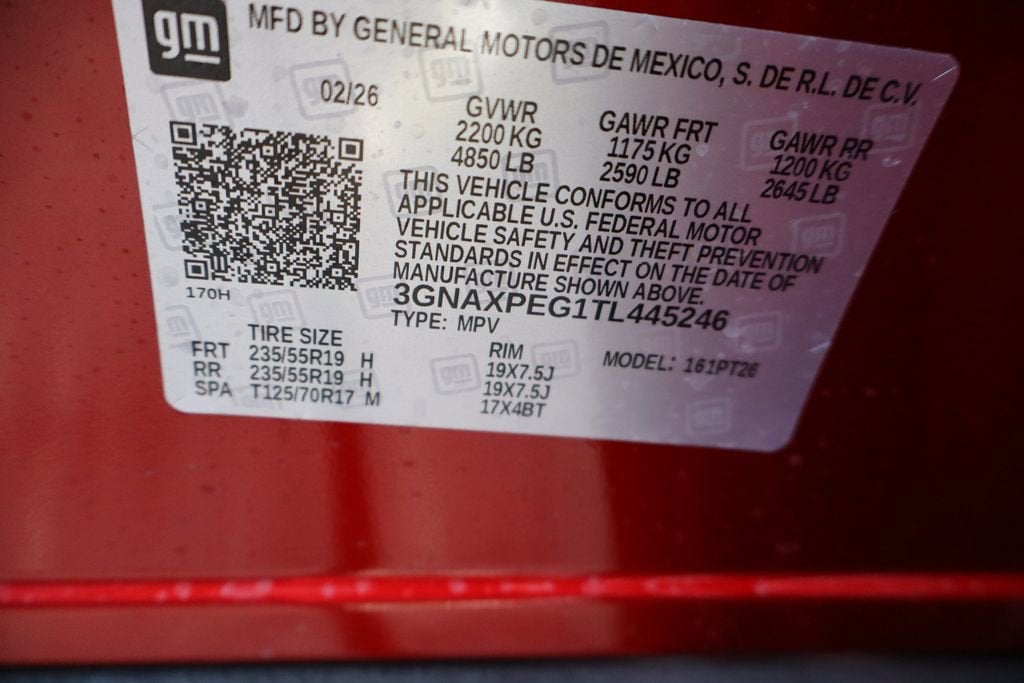 gm
MFD BY GENERAL MOTORS DE MEXICO, S. DE R.L. DE C.V.
02/26
GVWR GAWR FRT GAWR RR
2200 KG 1175 KG 1200 KG
4850 LB 2590 LB 2645 LB
THIS VEHICLE CONFORMS TO ALL
APPLICABLE U.S. FEDERAL MOTOR
VEHICLE SAFETY AND THEFT PREVENTION
STANDARDS IN EFFECT ON THE DATE OF
MANUFACTURE SHOWN ABOVE.
170H
3GNAXPEG1TL445246
TYPE: MPV
TIRE SIZE RIM MODEL: 161PT26
FRT 235/55R19 H 19X7.5J
RR 235/55R19 H 19X7.5J
SPA T125/70R17 M 17X4BT